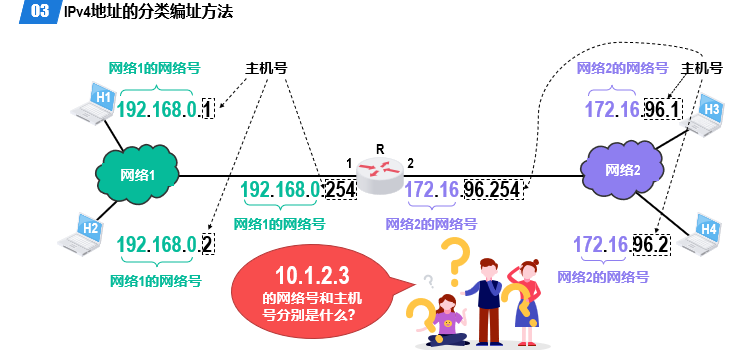 03 IPv4地址的分类编址方法
网络1的网络号
主机号
网络2的网络号
主机号
H1
192.168.0.1
172.16.96.1
H3
R
网络1
1
2
网络2
192.168.0.254
172.16.96.254
网络1的网络号
网络2的网络号
H2
192.168.0.2
172.16.96.2
H4
网络1的网络号
网络2的网络号
10.1.2.3
的网络号和主机
号分别是什么？